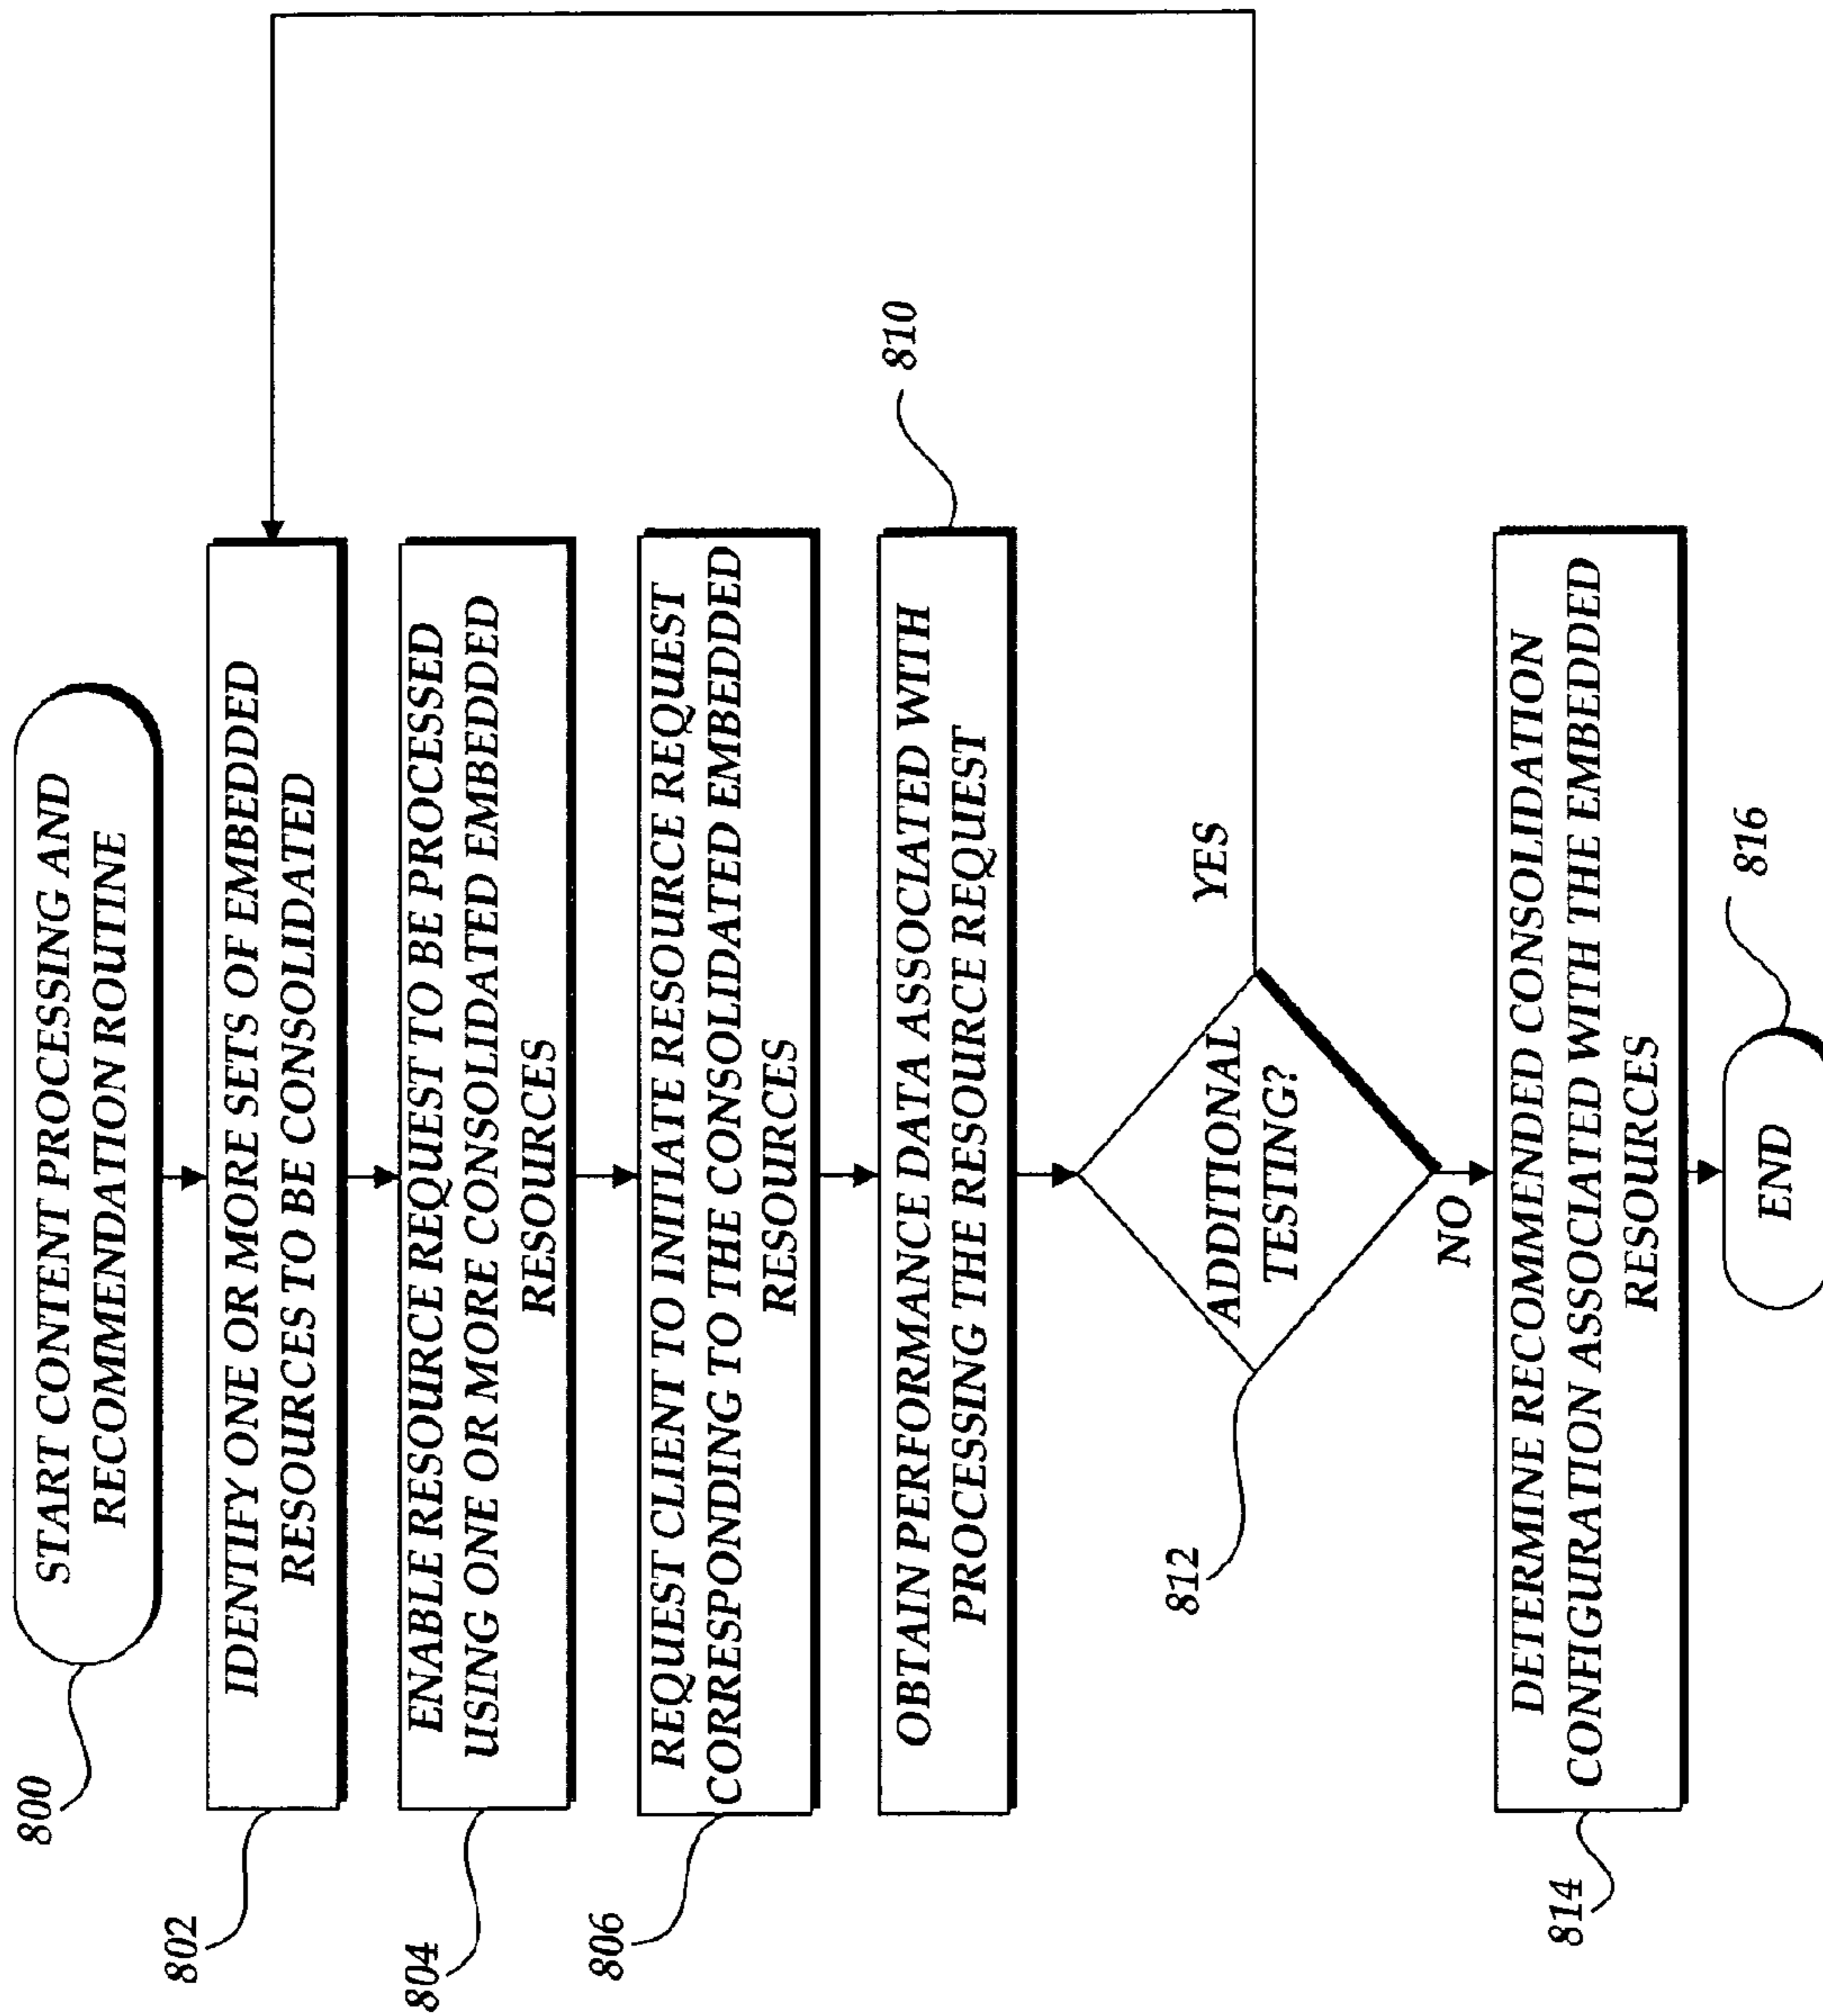 800
START CONTENT PROCESSING AND
RECOMMENDATION ROUTINE
802
IDENTIFY ONE OR MORE SETS OF EMBEDDED
RESOURCES TO BE CONSOLIDATED
804
ENABLE RESOURCE REQUEST TO BE PROCESSED
USING ONE OR MORE CONSOLIDATED EMBEDDED
RESOURCES
806
REQUEST CLIENT TO INITIATE RESOURCE REQUEST
CORRESPONDING TO THE CONSOLIDATED EMBEDDED
RESOURCES
810
OBTAIN PERFORMANCE DATA ASSOCIATED WITH
PROCESSING THE RESOURCE REQUEST
812
ADDITIONAL
TESTING?
YES
NO
814
DETERMINE RECOMMENDED CONSOLIDATION
CONFIGURATION ASSOCIATED WITH THE EMBEDDED
RESOURCES
816
END